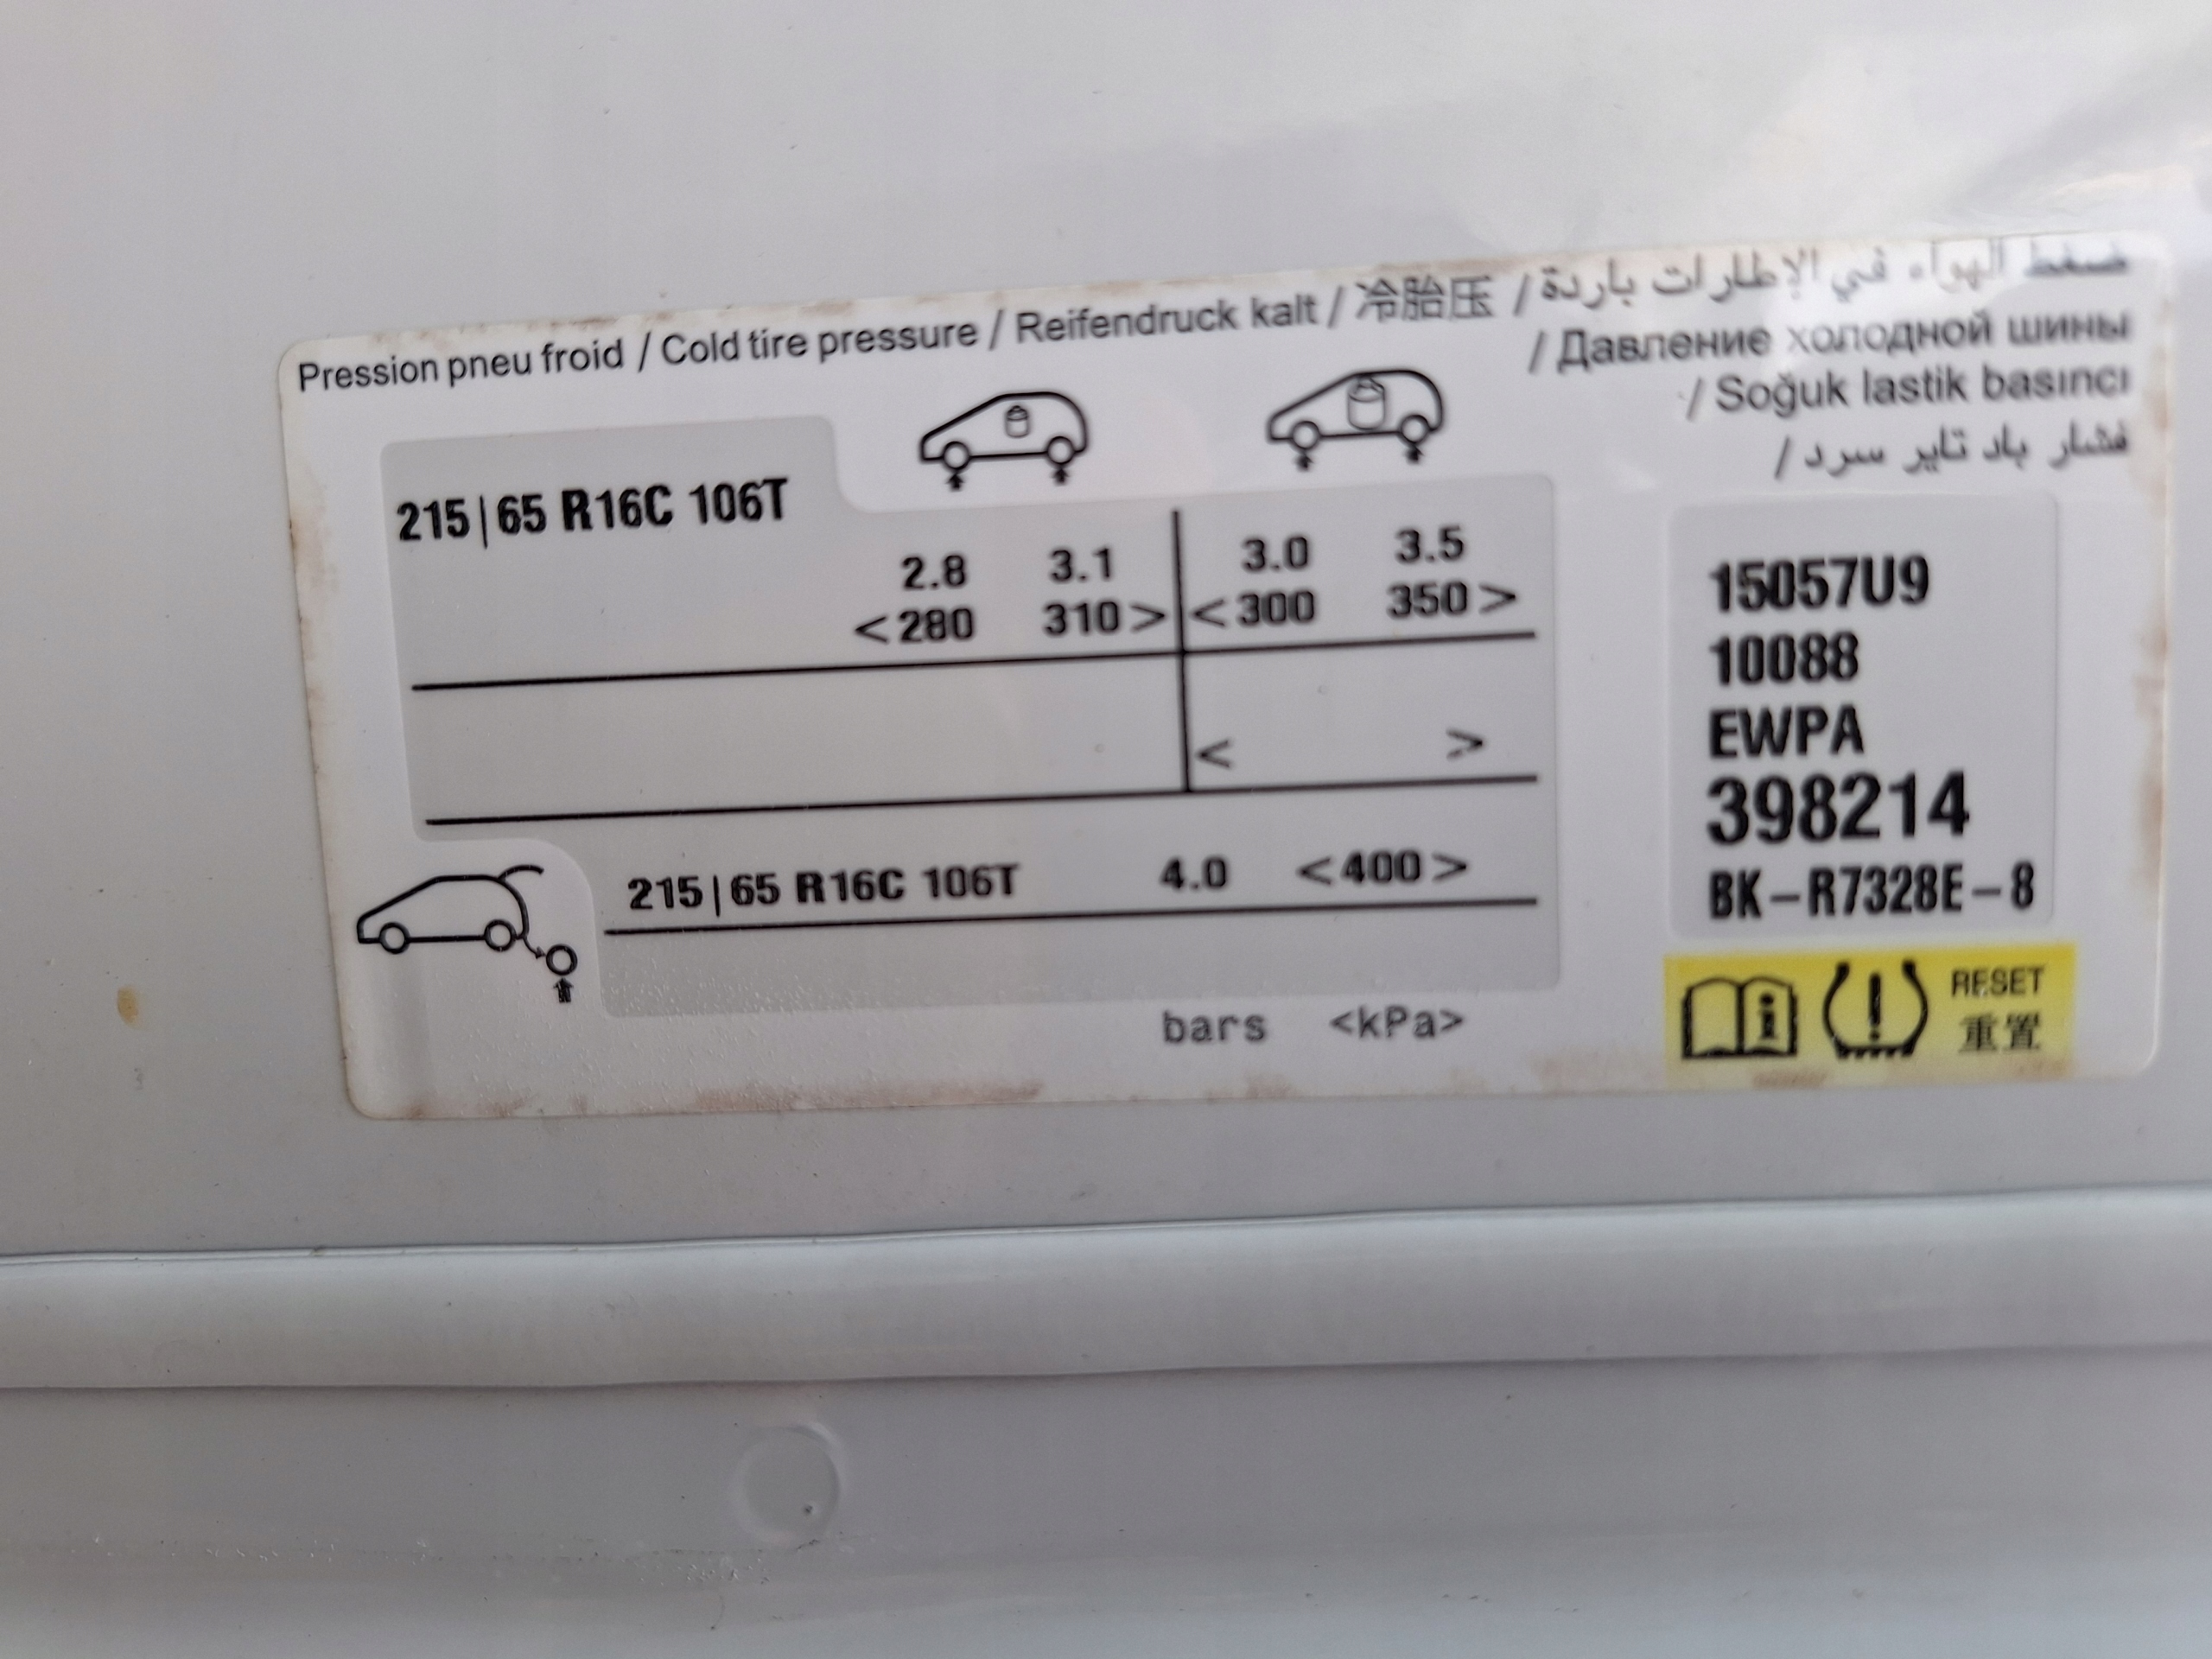 Pression pneu froid / Cold tire pressure / Reifendruck kalt / 冷胎压 / ضغط الهواء في الإطارات باردة
/ Давление холодной шины
/ Soğuk lastik basıncı
/ فشار باد تایر سرد
215|65 R16C 106T
2.8 3.1 3.0 3.5
<280 310> <300 350>
< >
215|65 R16C 106T 4.0 <400>
bars <kPa>
15057U9
10088
EWPA
398214
BK-R7328E-8
RESET
重置